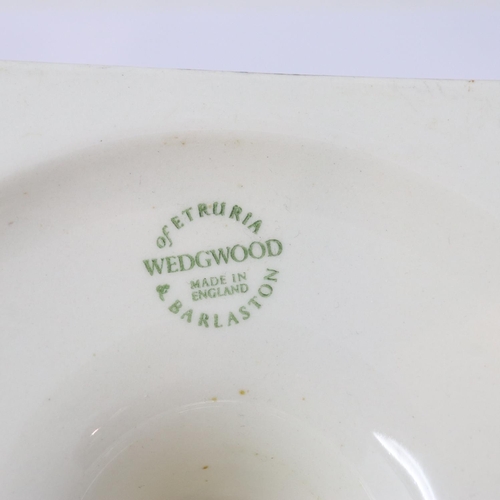 of ETRURIA
WEDGWOOD
MADE IN
ENGLAND
& BARLASTON